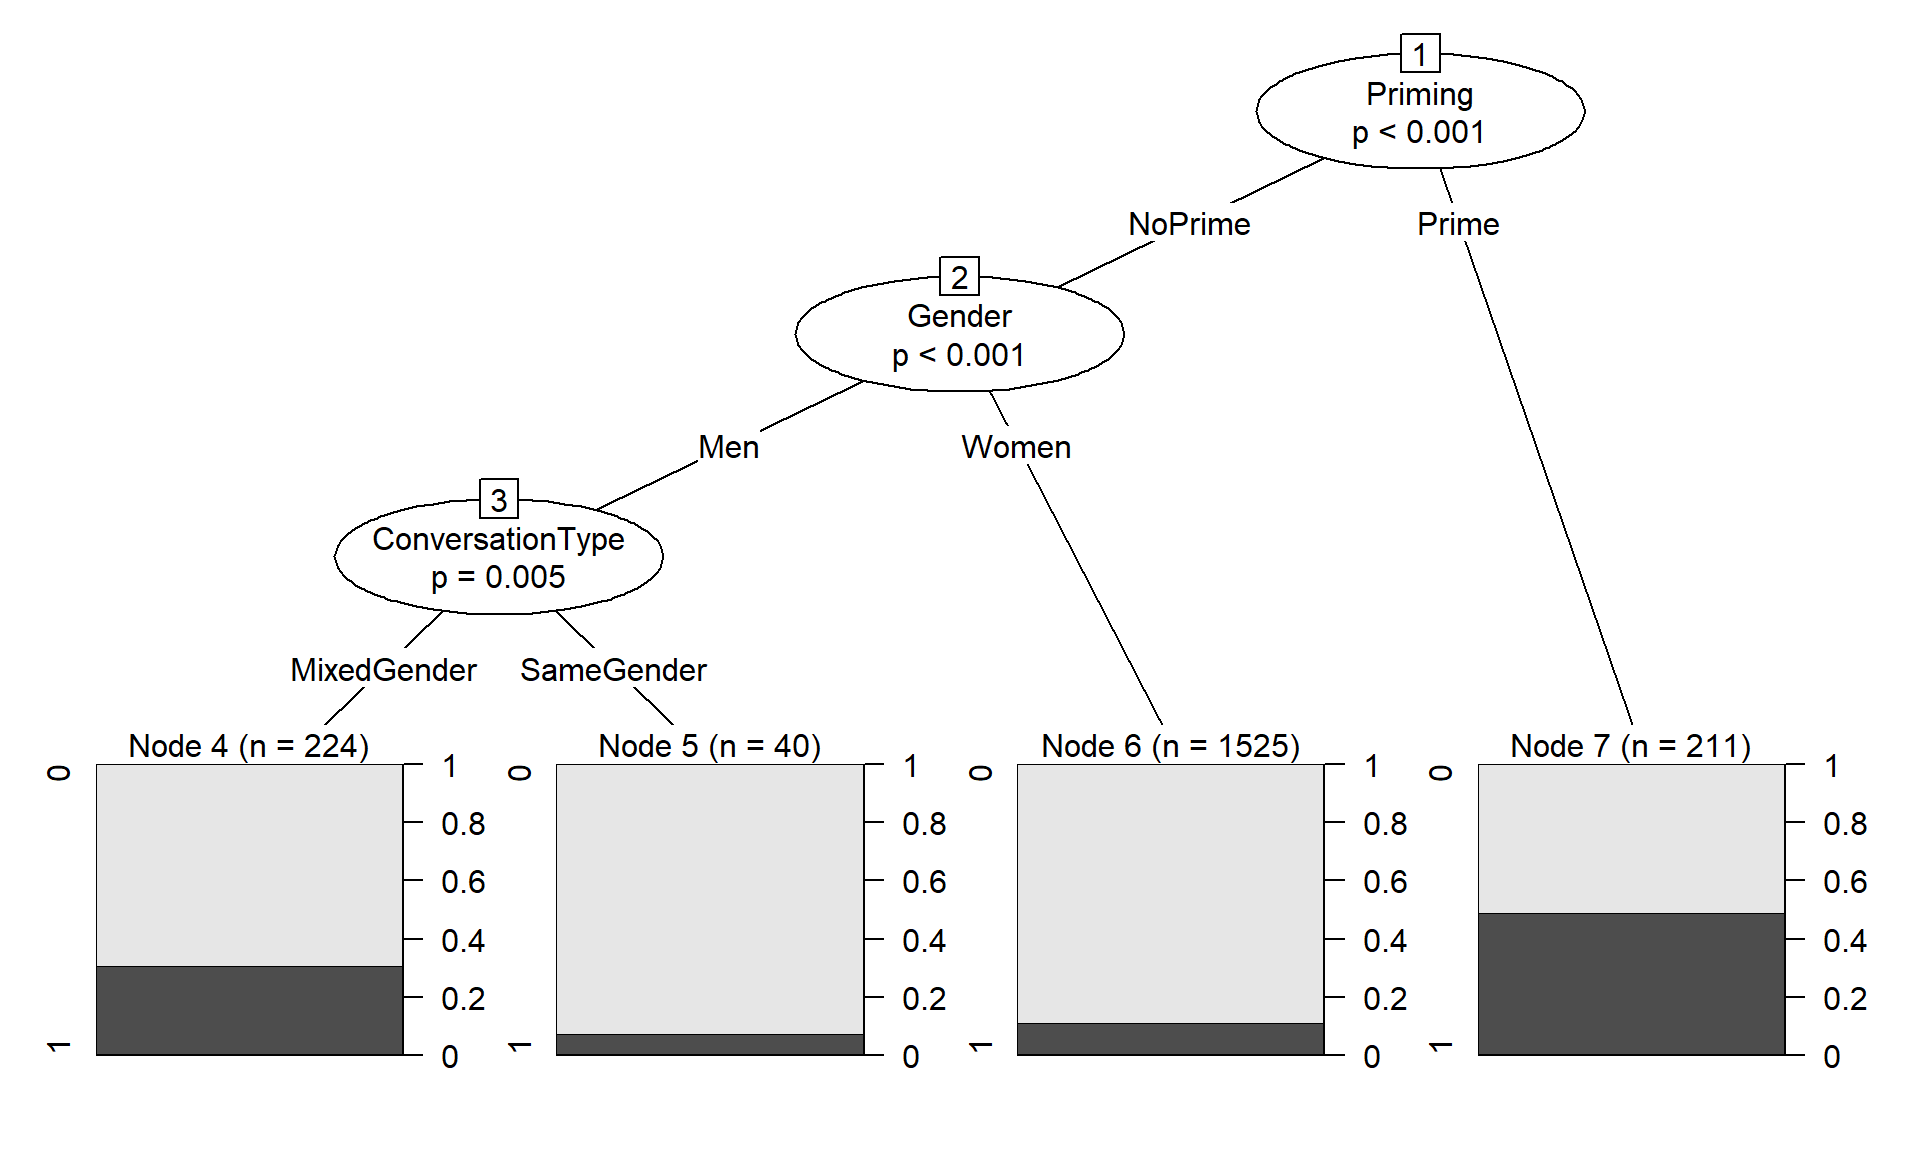 1
Priming
p < 0.001
NoPrime
Prime
2
Gender
p < 0.001
Men
Women
3
ConversationType
p = 0.005
MixedGender
SameGender
Node 4 (n = 224)
0
1
1
0.8
0.6
0.4
0.2
0
Node 5 (n = 40)
0
1
1
0.8
0.6
0.4
0.2
0
Node 6 (n = 1525)
0
1
1
0.8
0.6
0.4
0.2
0
Node 7 (n = 211)
0
1
1
0.8
0.6
0.4
0.2
0